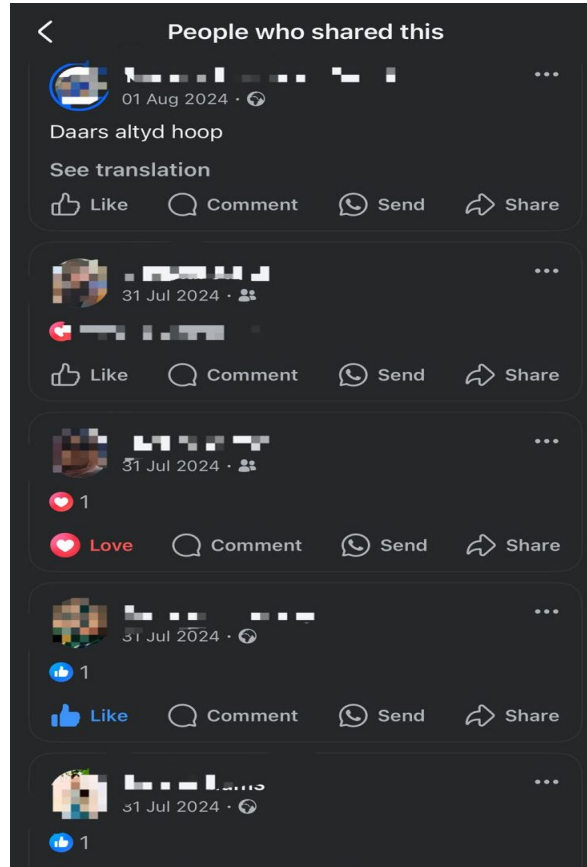 People who shared this
01 Aug 2024 ·
Daars altyd hoop
See translation
Like Comment Send Share
31 Jul 2024 ·
Like Comment Send Share
31 Jul 2024 ·
1
Love Comment Send Share
31 Jul 2024 ·
1
Like Comment Send Share
31 Jul 2024 ·
1